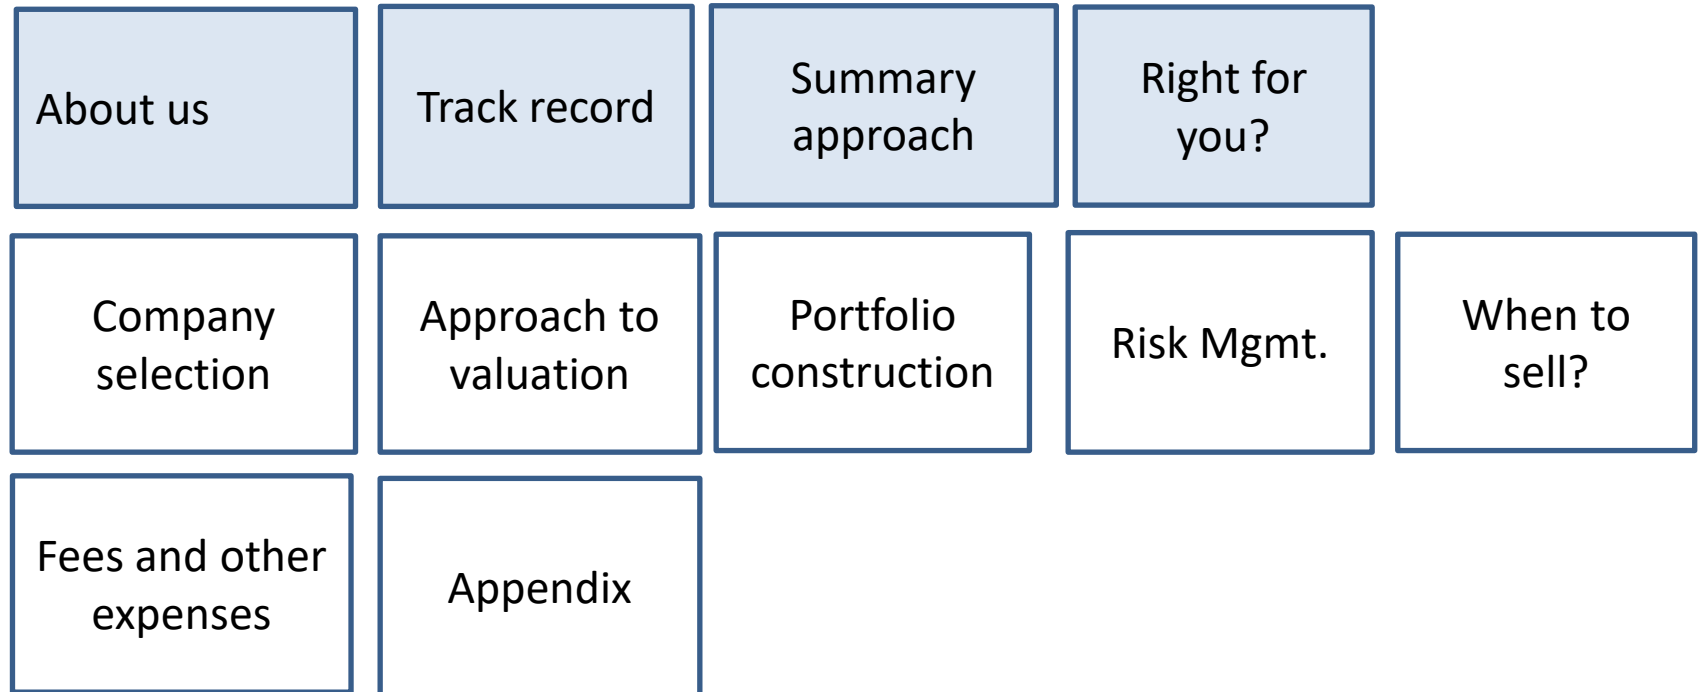 About us
Track record
Summary
approach
Right for
you?
Company
selection
Approach to
valuation
Portfolio
construction
Risk Mgmt.
When to
sell?
Fees and other
expenses
Appendix